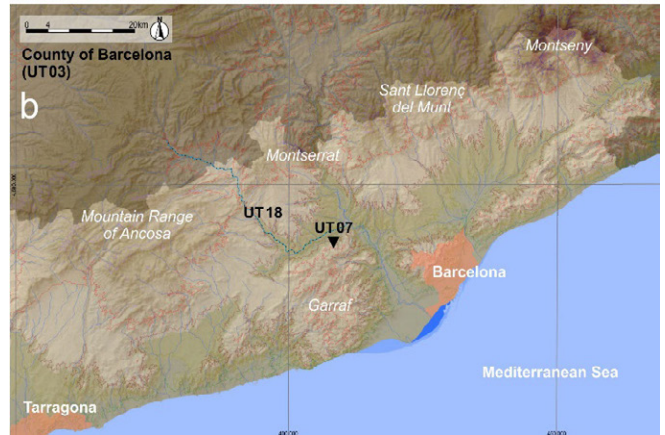 0 4 20km
County of Barcelona
(UT03)
b
Montseny
Sant Llorenç
del Munt
Montserrat
Mountain Range
of Ancosa
UT18
UT07
Barcelona
Garraf
Mediterranean Sea
Tarragona